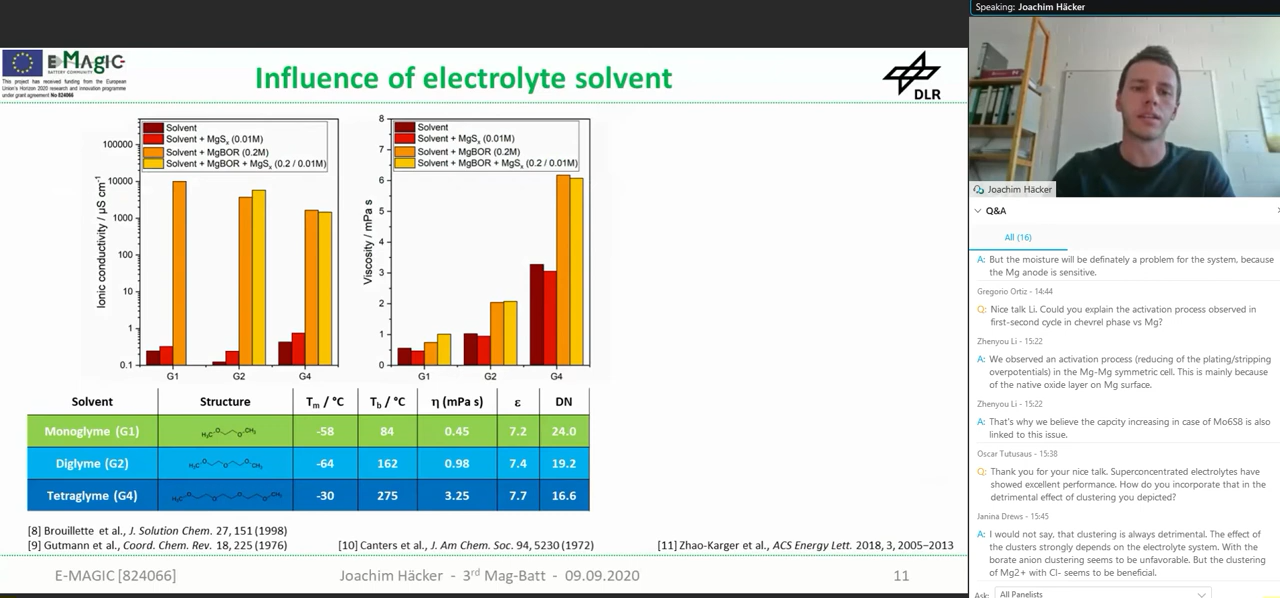 Speaking: Joachim Häcker
E-MAGIC
BATTERY COMMUNITY
This project has received funding from the European
Union's Horizon 2020 research and innovation programme
under grant agreement No 824066
Influence of electrolyte solvent
DLR
Solvent
Solvent + MgSₓ (0.01M)
Solvent + MgBOR (0.2M)
Solvent + MgBOR + MgSₓ (0.2 / 0.01M)
Ionic conductivity / µS cm⁻¹
100000
10000
1000
100
10
1
0.1
G1 G2 G4
Solvent
Solvent + MgSₓ (0.01M)
Solvent + MgBOR (0.2M)
Solvent + MgBOR + MgSₓ (0.2 / 0.01M)
Viscosity / mPa s
8
7
6
5
4
3
2
1
0
G1 G2 G4
Solvent Structure Tₘ / °C T_b / °C η (mPa s) ε DN
Monoglyme (G1) -58 84 0.45 7.2 24.0
Diglyme (G2) -64 162 0.98 7.4 19.2
Tetraglyme (G4) -30 275 3.25 7.7 16.6
[8] Brouillette et al., J. Solution Chem. 27, 151 (1998)
[9] Gutmann et al., Coord. Chem. Rev. 18, 225 (1976)
[10] Canters et al., J. Am Chem. Soc. 94, 5230 (1972)
[11] Zhao-Karger et al., ACS Energy Lett. 2018, 3, 2005–2013
E-MAGIC [824066]
Joachim Häcker - 3rd Mag-Batt - 09.09.2020
11
Joachim Häcker
Q&A
All (16)
A: But the moisture will be definately a problem for the system, because
the Mg anode is sensitive.
Gregorio Ortiz - 14:44
Q: Nice talk Li. Could you explain the activation process observed in
first-second cycle in chevrel phase vs Mg?
Zhenyou Li - 15:22
A: We observed an activation process (reducing of the plating/stripping
overpotentials) in the Mg-Mg symmetric cell. This is mainly because
of the native oxide layer on Mg surface.
Zhenyou Li - 15:22
A: That's why we believe the capcity increasing in case of Mo6S8 is also
linked to this issue.
Oscar Tutusaus - 15:38
Q: Thank you for your nice talk. Superconcentrated electrolytes have
showed excellent performance. How do you incorporate that in the
detrimental effect of clustering you depicted?
Janina Drews - 15:45
A: I would not say, that clustering is always detrimental. The effect of
the clusters strongly depends on the electrolyte system. With the
borate anion clustering seems to be unfavorable. But the clustering
of Mg2+ with Cl- seems to be beneficial.
Ask: All Panelists